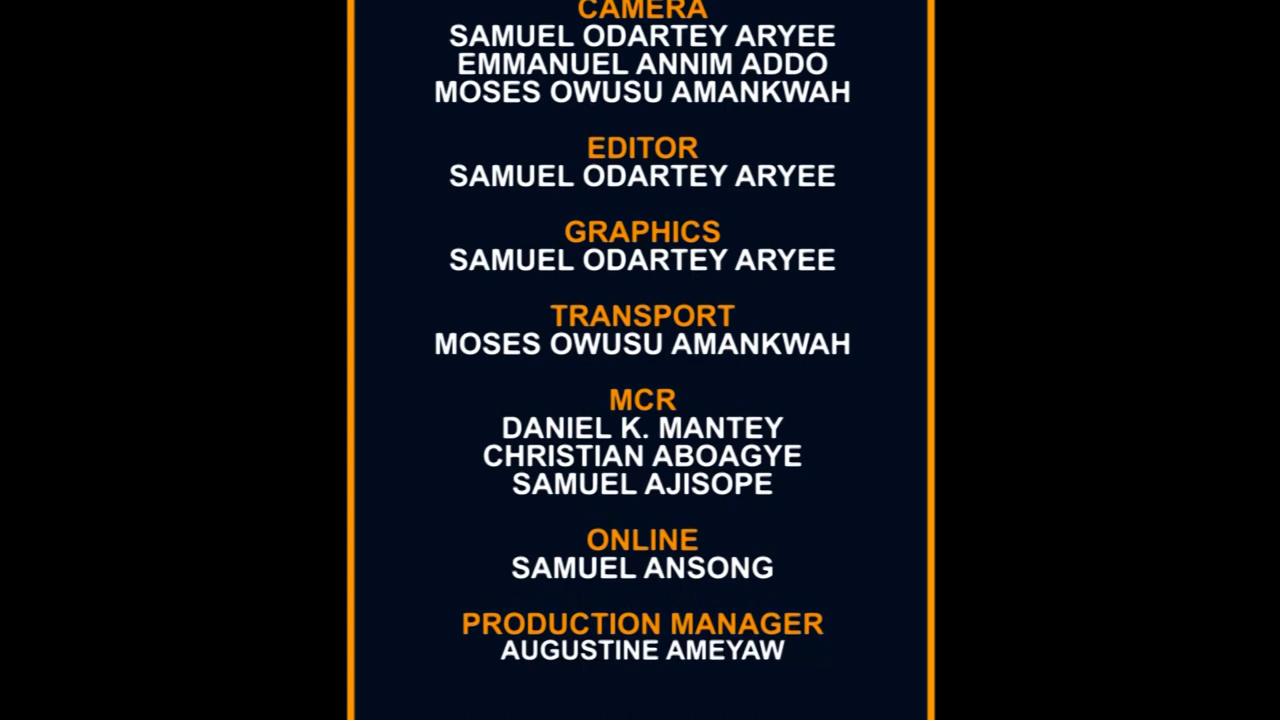 CAMERA
SAMUEL ODARTEY ARYEE
EMMANUEL ANNIM ADDO
MOSES OWUSU AMANKWAH
EDITOR
SAMUEL ODARTEY ARYEE
GRAPHICS
SAMUEL ODARTEY ARYEE
TRANSPORT
MOSES OWUSU AMANKWAH
MCR
DANIEL K. MANTEY
CHRISTIAN ABOAGYE
SAMUEL AJISOPE
ONLINE
SAMUEL ANSONG
PRODUCTION MANAGER
AUGUSTINE AMEYAW